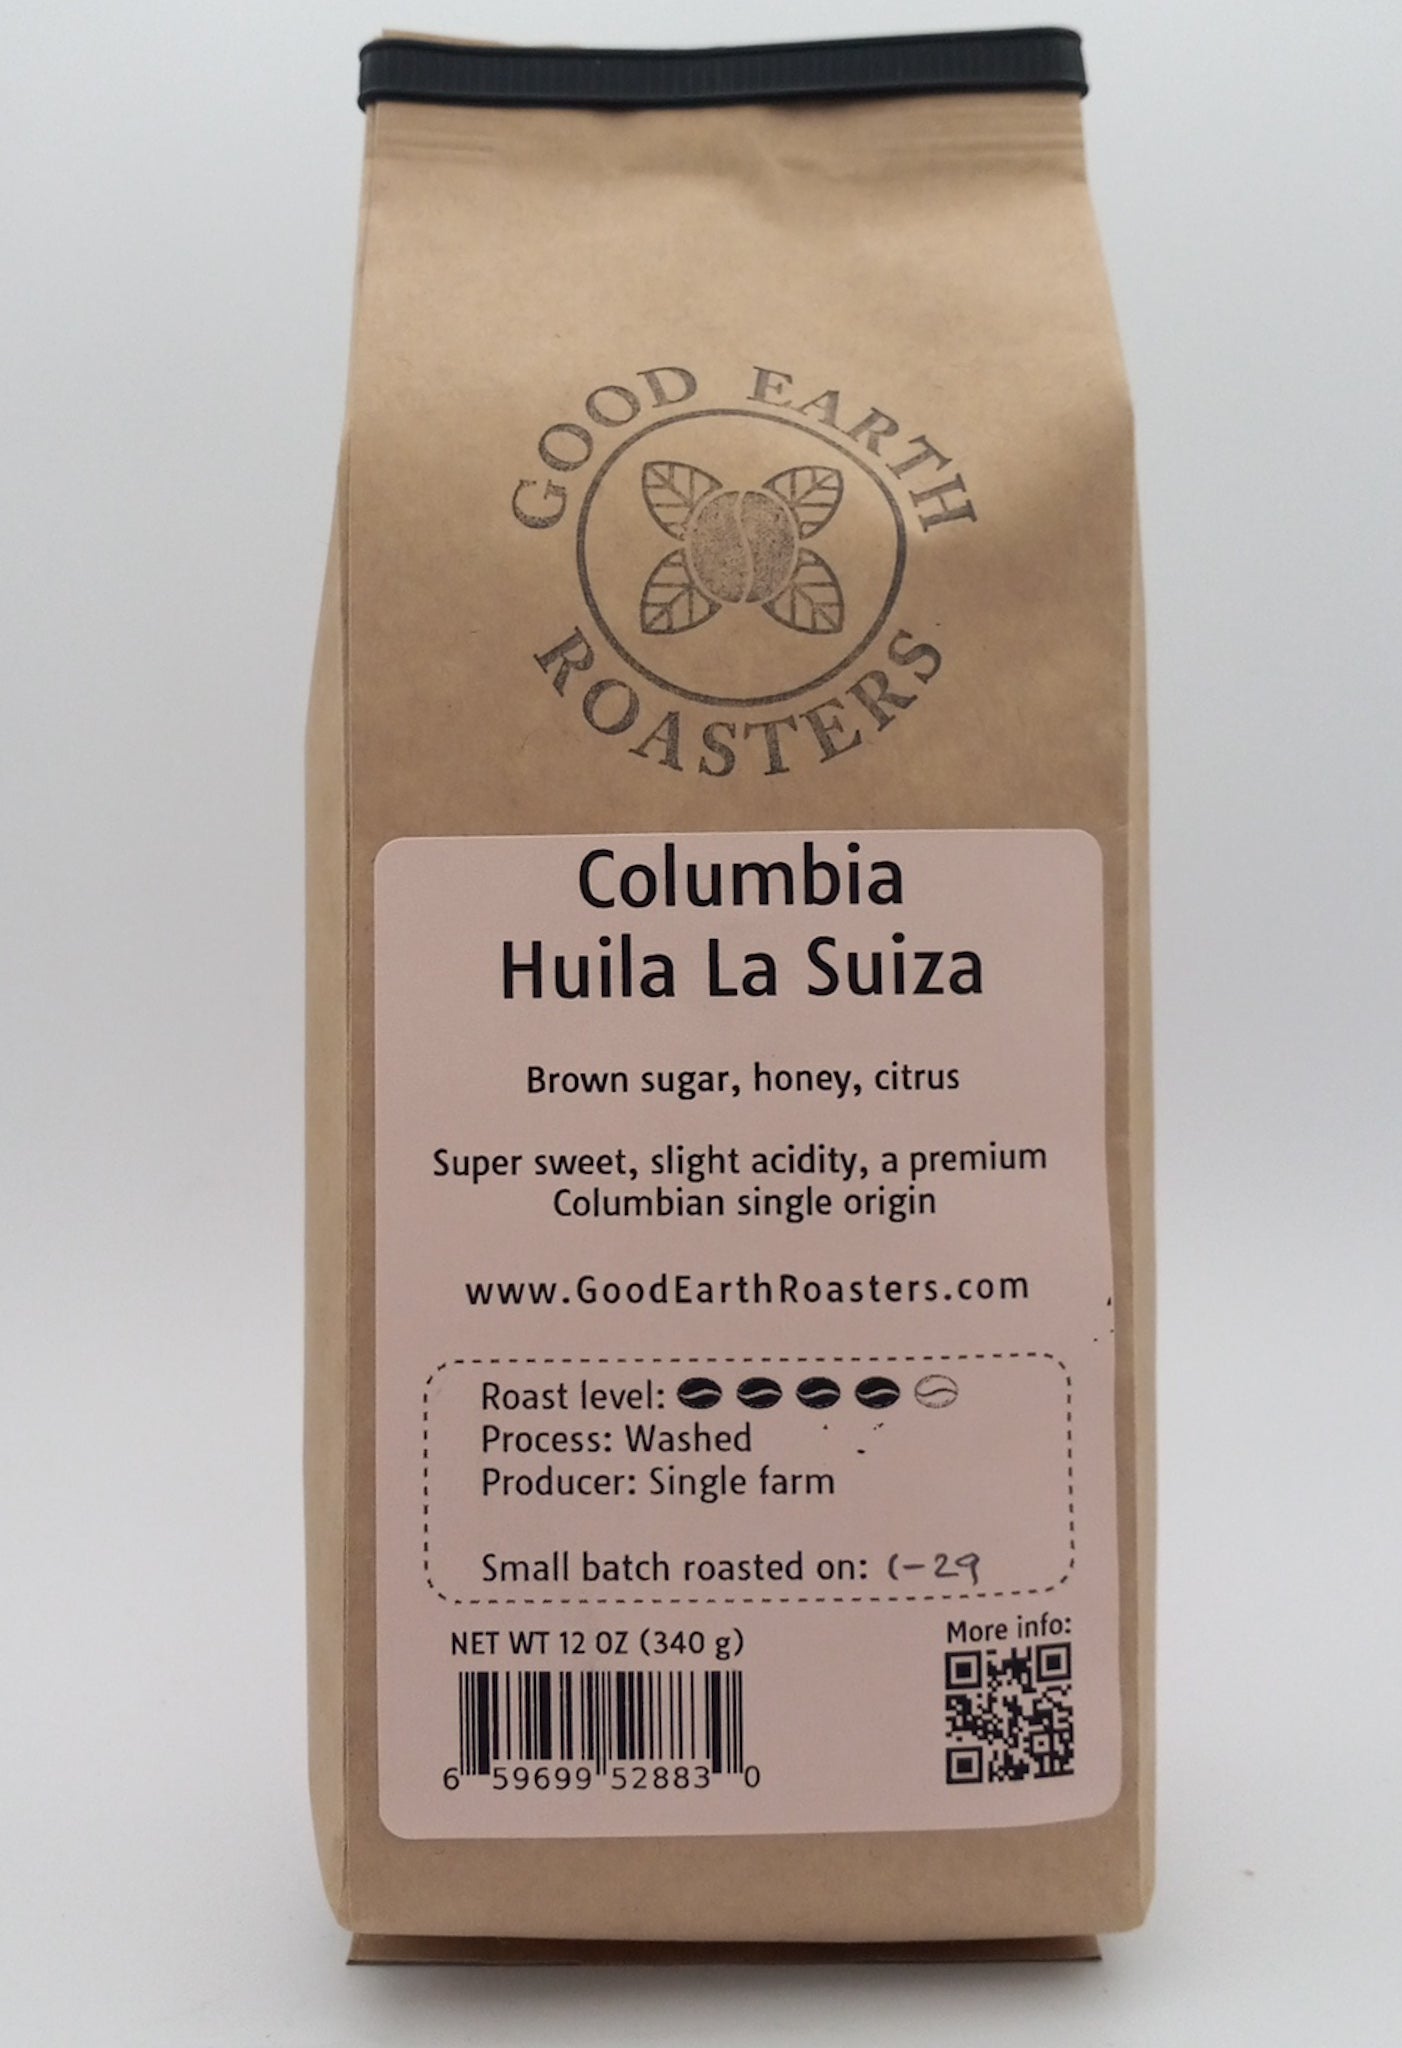 GOOD EARTH
ROASTERS
Columbia
Huila La Suiza
Brown sugar, honey, citrus
Super sweet, slight acidity, a premium
Columbian single origin
www.GoodEarthRoasters.com
Roast level:
Process: Washed
Producer: Single farm
Small batch roasted on: 1-29
NET WT 12 OZ (340 g)
More info:
6 59699 52883 0